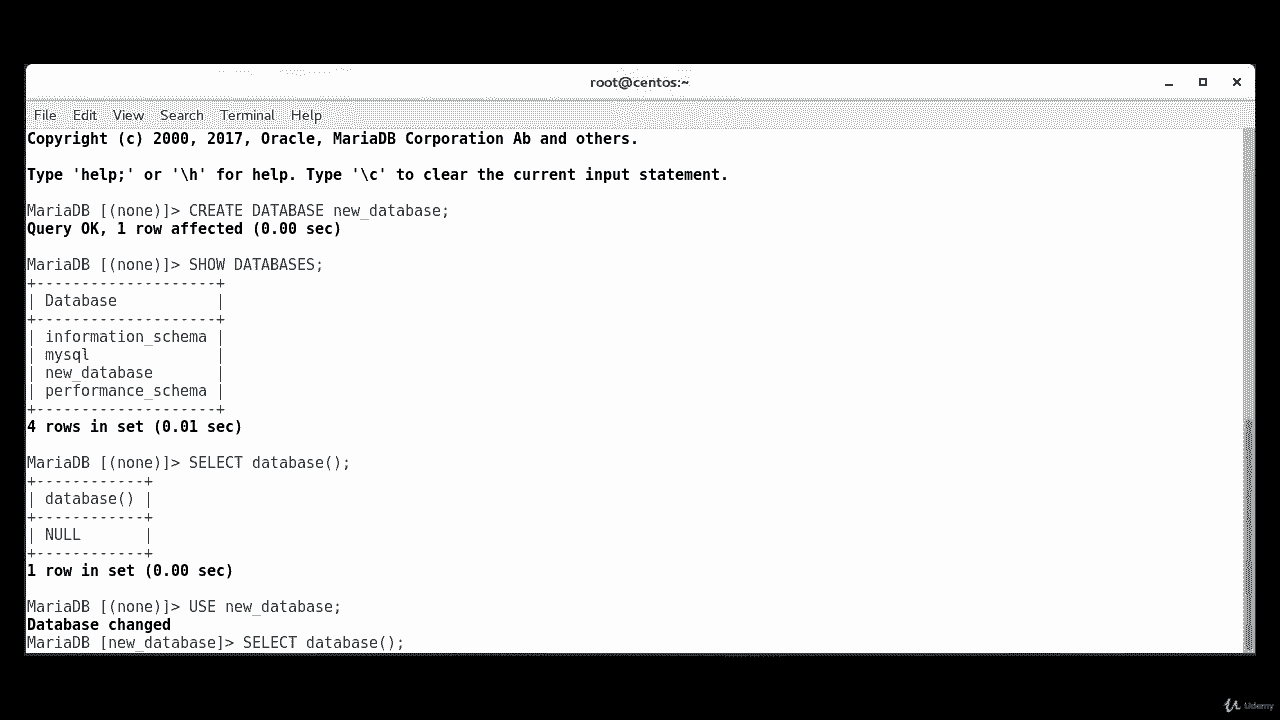 root@centos:~
File Edit View Search Terminal Help
Copyright (c) 2000, 2017, Oracle, MariaDB Corporation Ab and others.
Type 'help;' or '\h' for help. Type '\c' to clear the current input statement.
MariaDB [(none)]> CREATE DATABASE new_database;
Query OK, 1 row affected (0.00 sec)
MariaDB [(none)]> SHOW DATABASES;
+--------------------+
| Database           |
+--------------------+
| information_schema |
| mysql              |
| new_database       |
| performance_schema |
+--------------------+
4 rows in set (0.01 sec)
MariaDB [(none)]> SELECT database();
+------------+
| database() |
+------------+
| NULL       |
+------------+
1 row in set (0.00 sec)
MariaDB [(none)]> USE new_database;
Database changed
MariaDB [new_database]> SELECT database();
Udemy